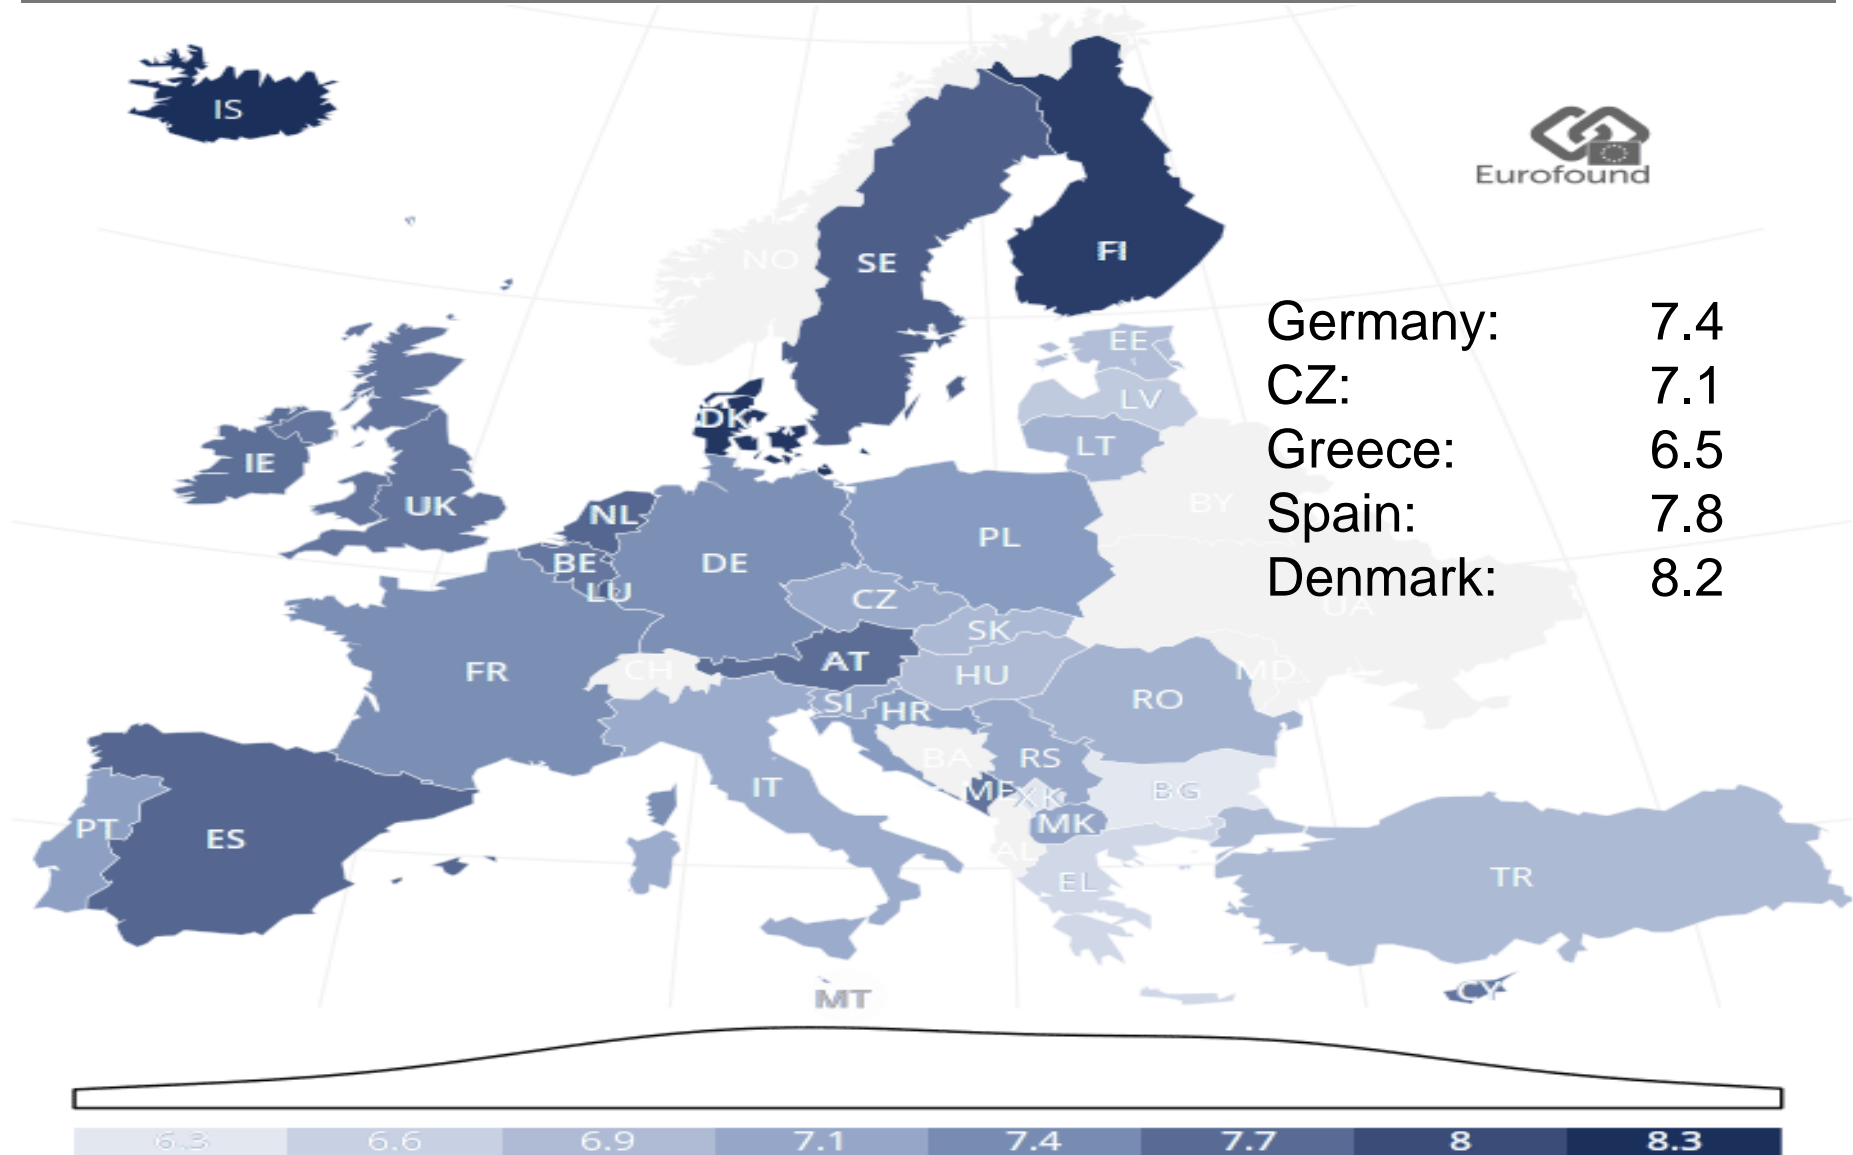 IS
Eurofound
NO
SE
FI
Germany: 7.4
EE
CZ: 7.1
LV
DK
Greece: 6.5
LT
IE
UK
NL
BY
Spain: 7.8
PL
BE
DE
Denmark: 8.2
LU
CZ
UA
SK
FR
CH
AT
HU
MD
RO
SI
HR
BA
RS
IT
ME
XK
BG
PT
ES
MK
AL
EL
TR
CY
MT
6.3 6.6 6.9 7.1 7.4 7.7 8 8.3